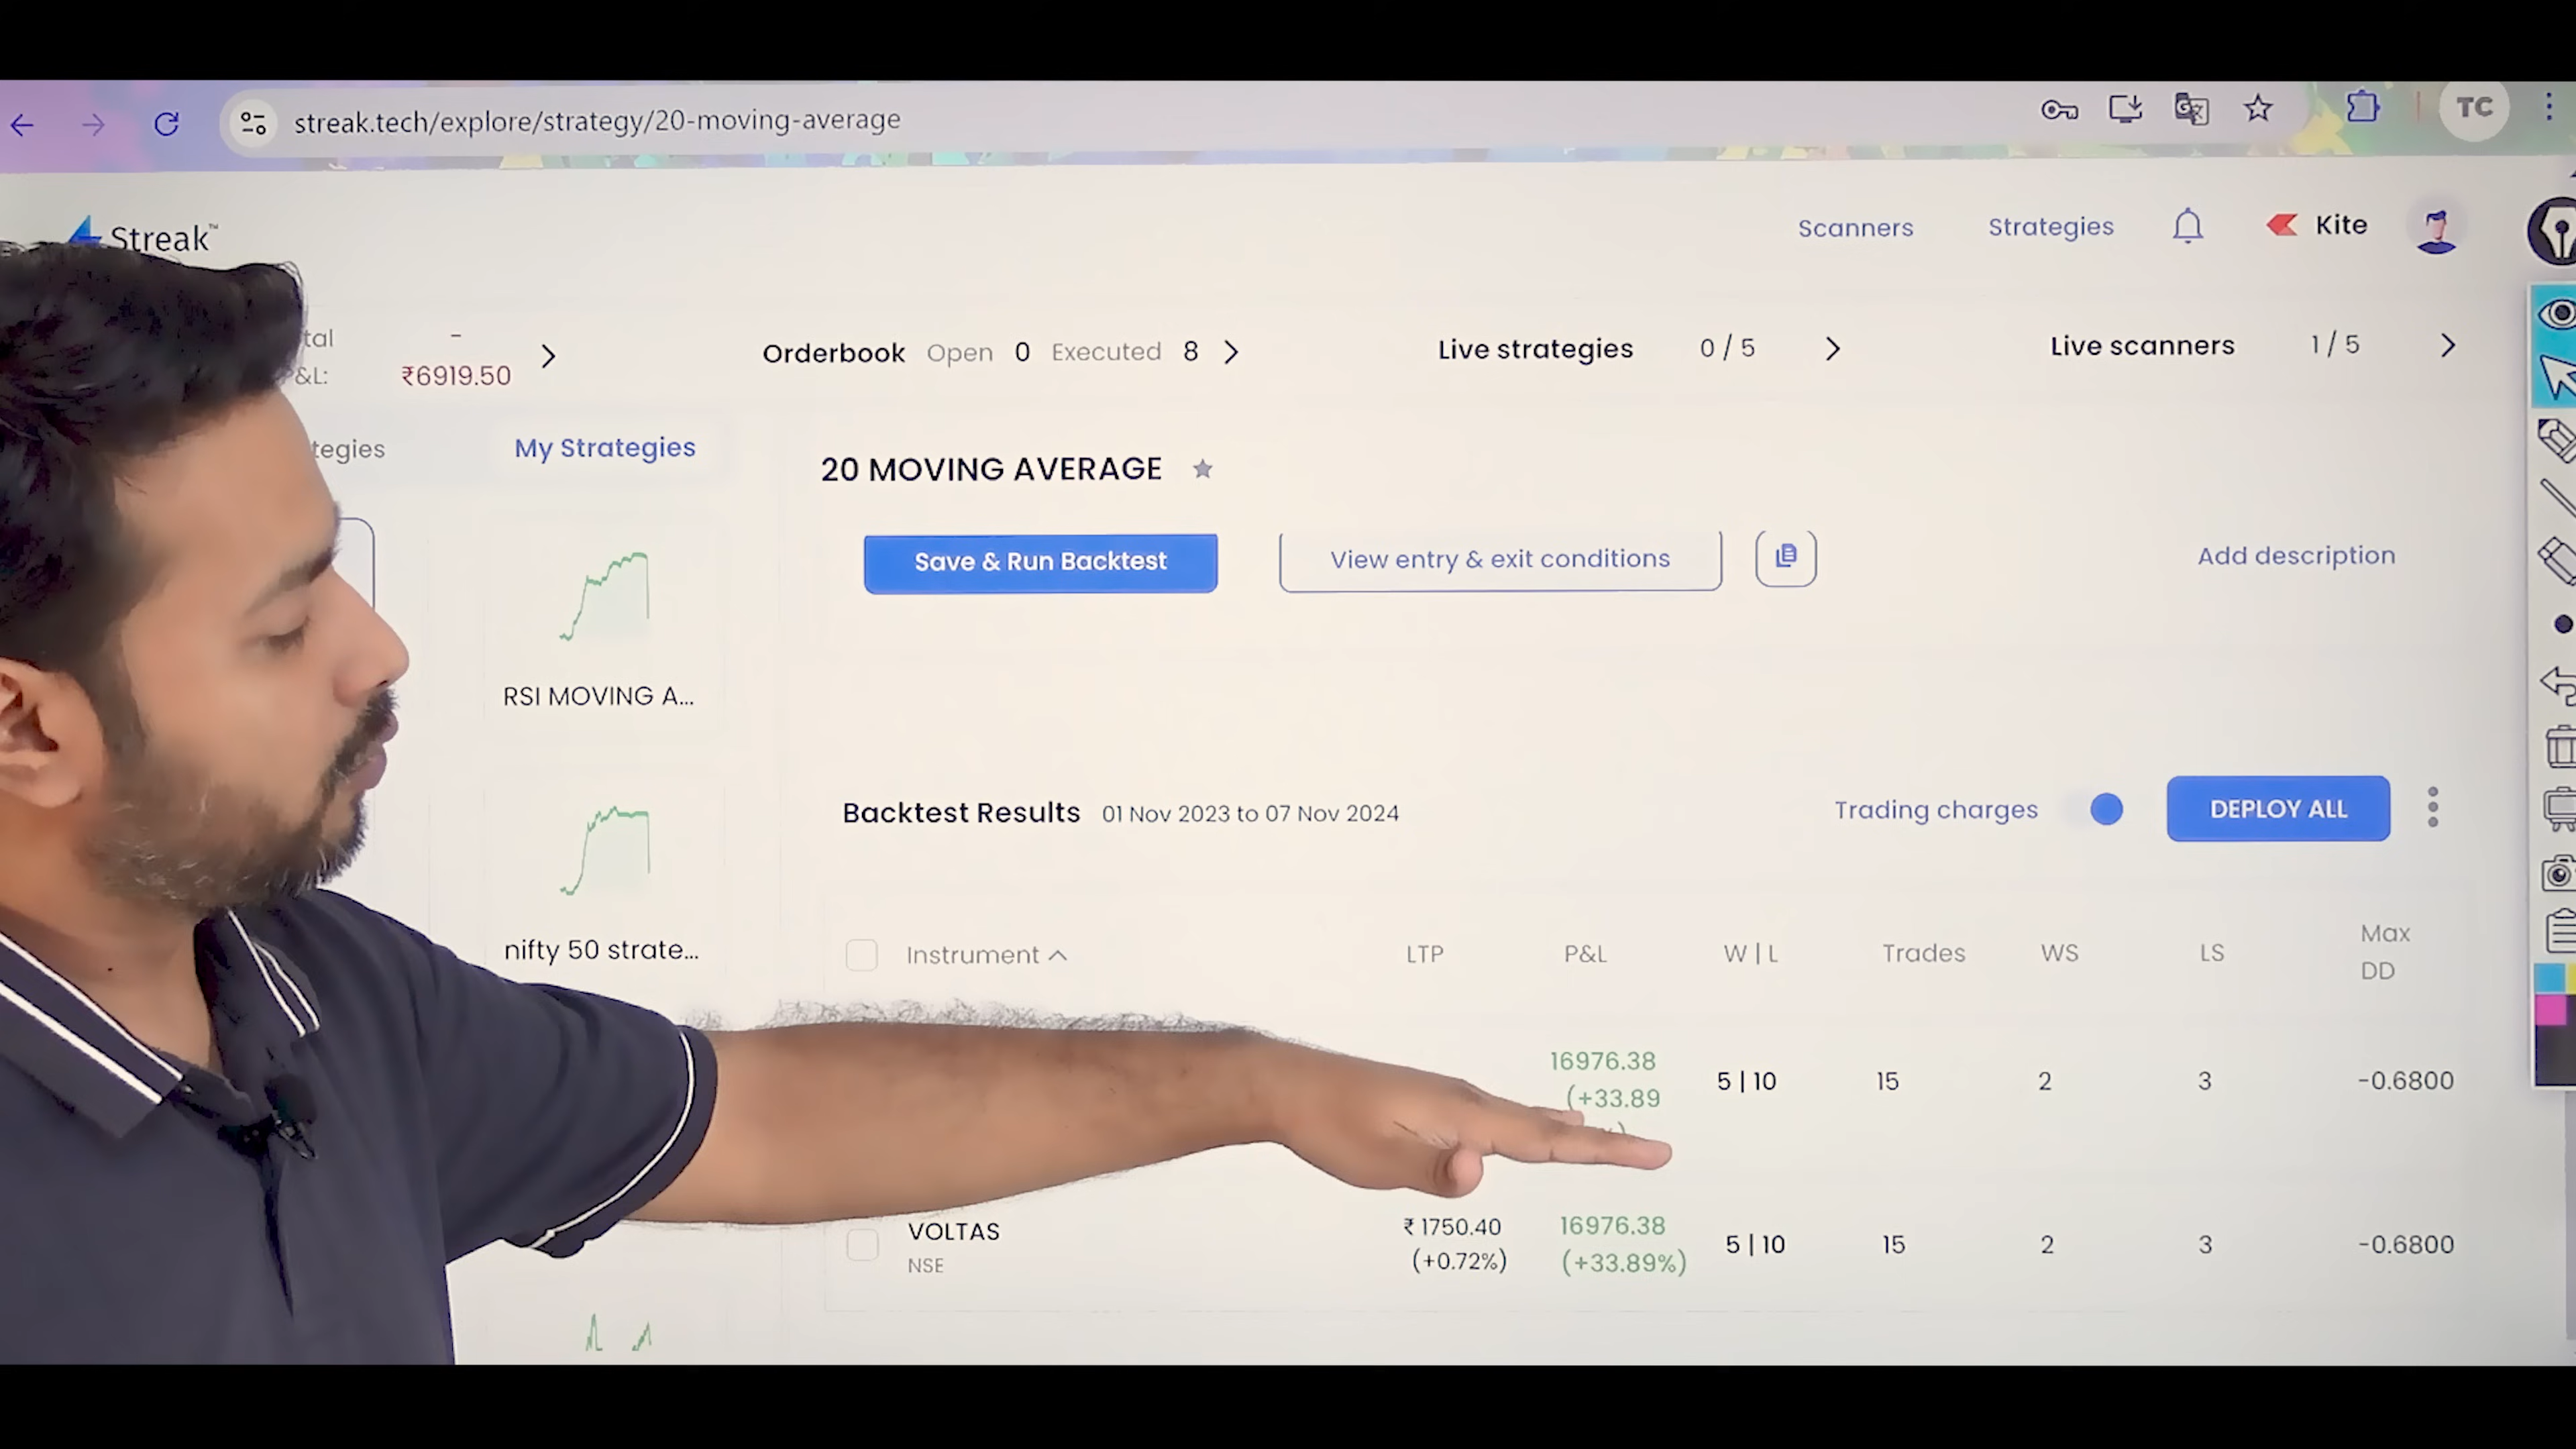 streak.tech/explore/strategy/20-moving-average
TC
Streak™
Scanners
Strategies
Kite
tal
&L:
-
₹6919.50
Orderbook Open 0 Executed 8
Live strategies 0 / 5
Live scanners 1 / 5
tegies
My Strategies
20 MOVING AVERAGE
Save & Run Backtest
View entry & exit conditions
Add description
RSI MOVING A...
nifty 50 strate...
Backtest Results 01 Nov 2023 to 07 Nov 2024
Trading charges
DEPLOY ALL
Instrument LTP P&L W | L Trades WS LS Max DD
16976.38
(+33.89
%)
5 | 10 15 2 3 -0.6800
VOLTAS
NSE
₹ 1750.40
(+0.72%)
16976.38
(+33.89%)
5 | 10 15 2 3 -0.6800